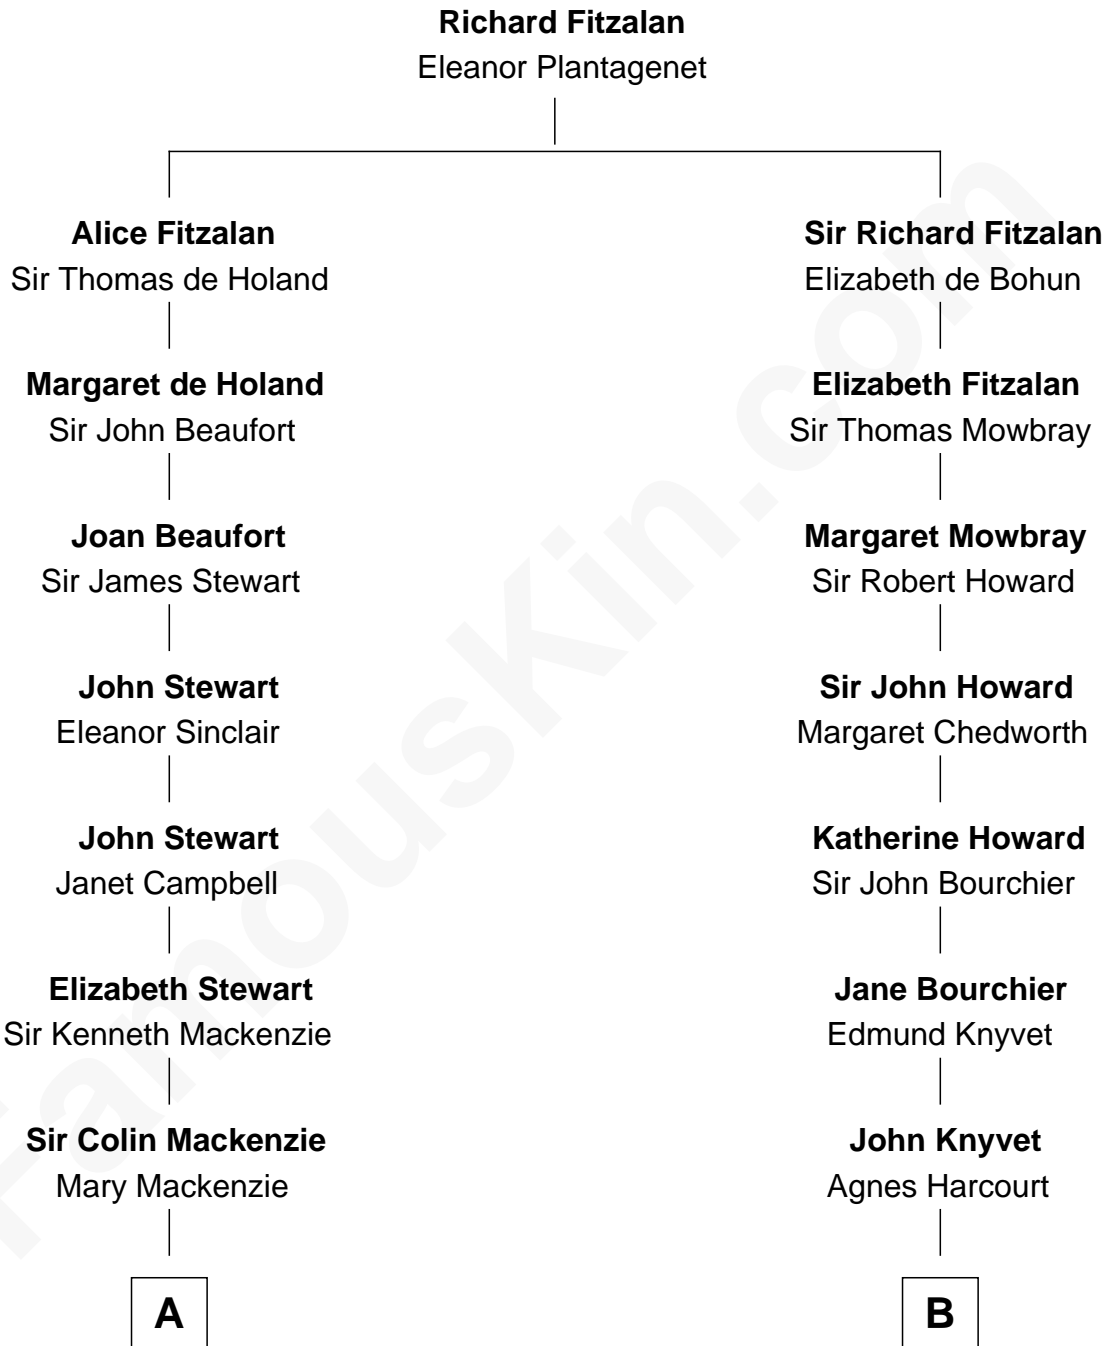 Richard Fitzalan
Eleanor Plantagenet
Alice Fitzalan
Sir Thomas de Holand
Margaret de Holand
Sir John Beaufort
Joan Beaufort
Sir James Stewart
John Stewart
Eleanor Sinclair
John Stewart
Janet Campbell
Elizabeth Stewart
Sir Kenneth Mackenzie
Sir Colin Mackenzie
Mary Mackenzie
A
Sir Richard Fitzalan
Elizabeth de Bohun
Elizabeth Fitzalan
Sir Thomas Mowbray
Margaret Mowbray
Sir Robert Howard
Sir John Howard
Margaret Chedworth
Katherine Howard
Sir John Bourchier
Jane Bourchier
Edmund Knyvet
John Knyvet
Agnes Harcourt
B
FamousKin.com